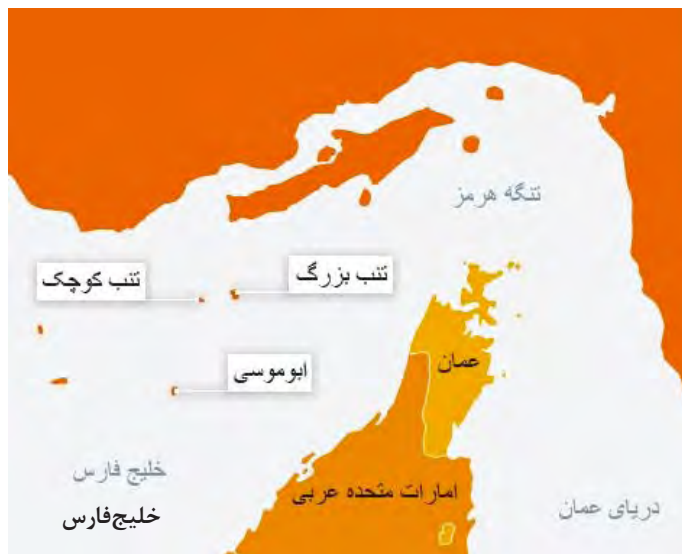 تنگه هرمز
تنب بزرگ
تنب کوچک
ابوموسی
عمان
امارات متحده عربی
خلیج فارس
خلیج‌فارس
دریای عمان